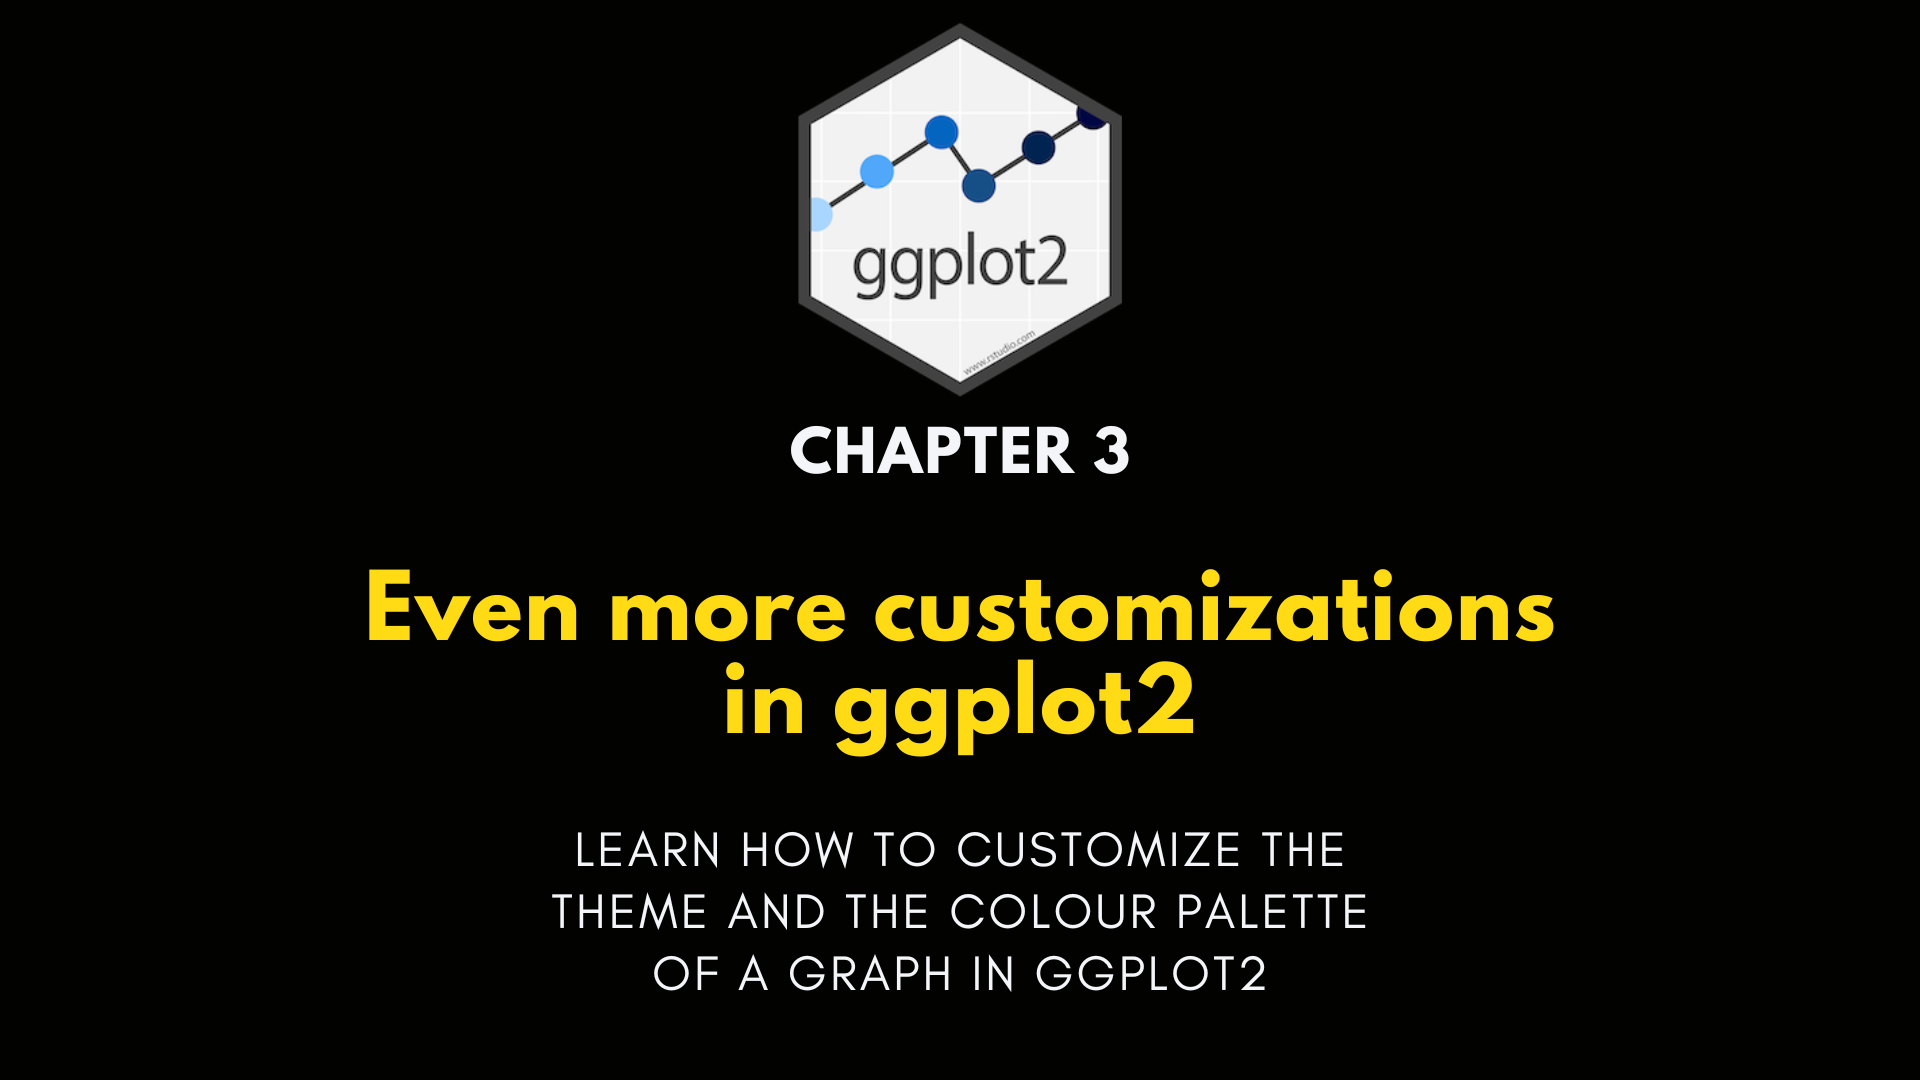 ggplot2
www.rstudio.com
CHAPTER 3
Even more customizations
in ggplot2
LEARN HOW TO CUSTOMIZE THE
THEME AND THE COLOUR PALETTE
OF A GRAPH IN GGPLOT2